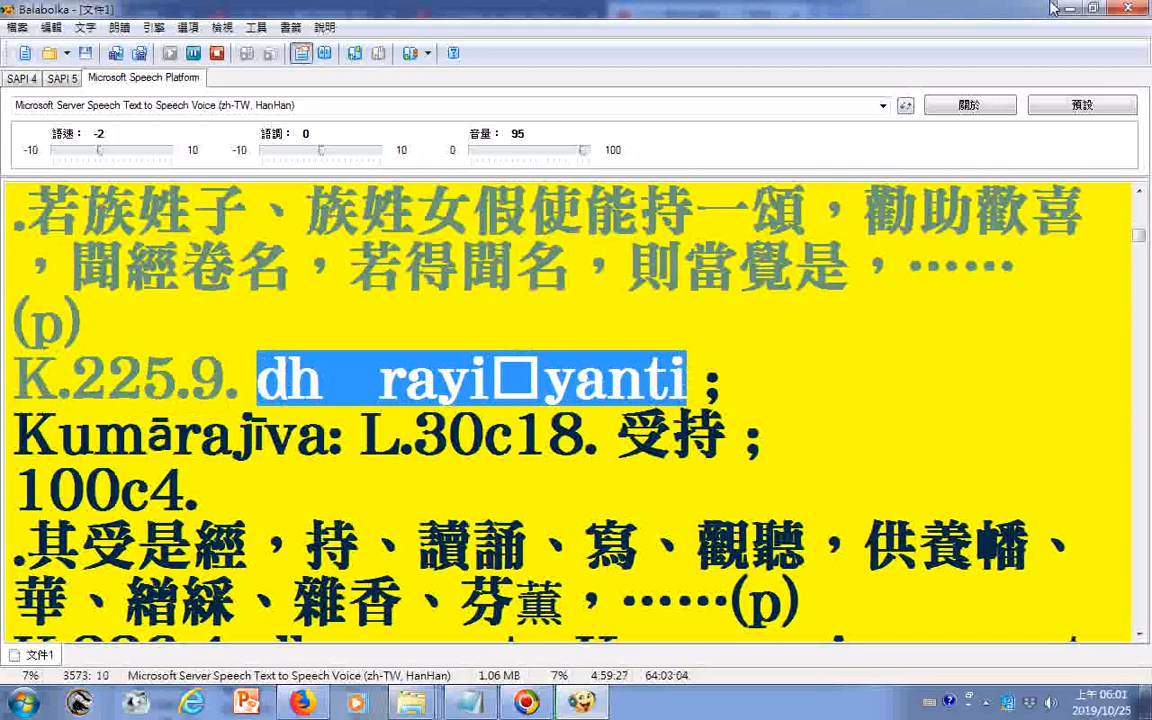 Balabolka - [文件1]
檔案 編輯 文字 朗讀 引擎 選項 檢視 工具 書籤 說明
SAPI 4 SAPI 5 Microsoft Speech Platform
Microsoft Server Speech Text to Speech Voice (zh-TW, HanHan) 關於 預設
語速： -2 語調： 0 音量： 95
-10 10 -10 10 0 100
.若族姓子、族姓女假使能持一頌，勸助歡喜
，聞經卷名，若得聞名，則當覺是，……
(p)
K.225.9. dh rayi□yanti；
Kumārajīva: L.30c18. 受持；
100c4.
.其受是經，持、讀誦、寫、觀聽，供養幡、
華、繒綵、雜香、芬薰，……(p)
文件1
7% 3573: 10 Microsoft Server Speech Text to Speech Voice (zh-TW, HanHan) 1.06 MB 7% 4:59:27 64:03:04
上午 06:01
2019/10/25